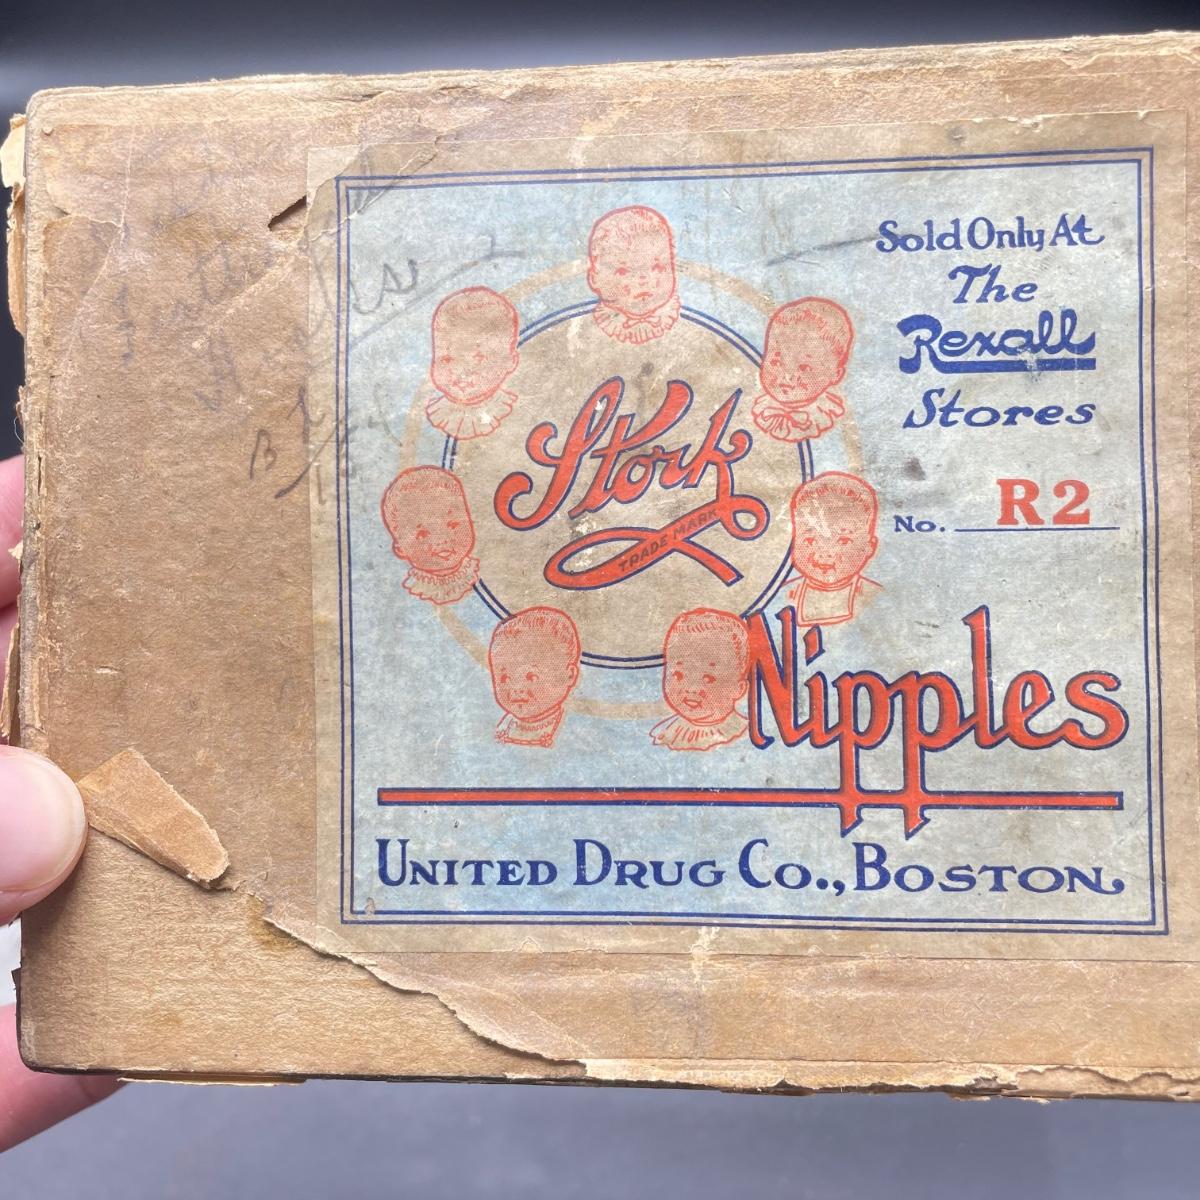 Sold Only At
The
Rexall
Stores
No. R2
Stork
TRADE MARK
Nipples
UNITED DRUG CO., BOSTON.